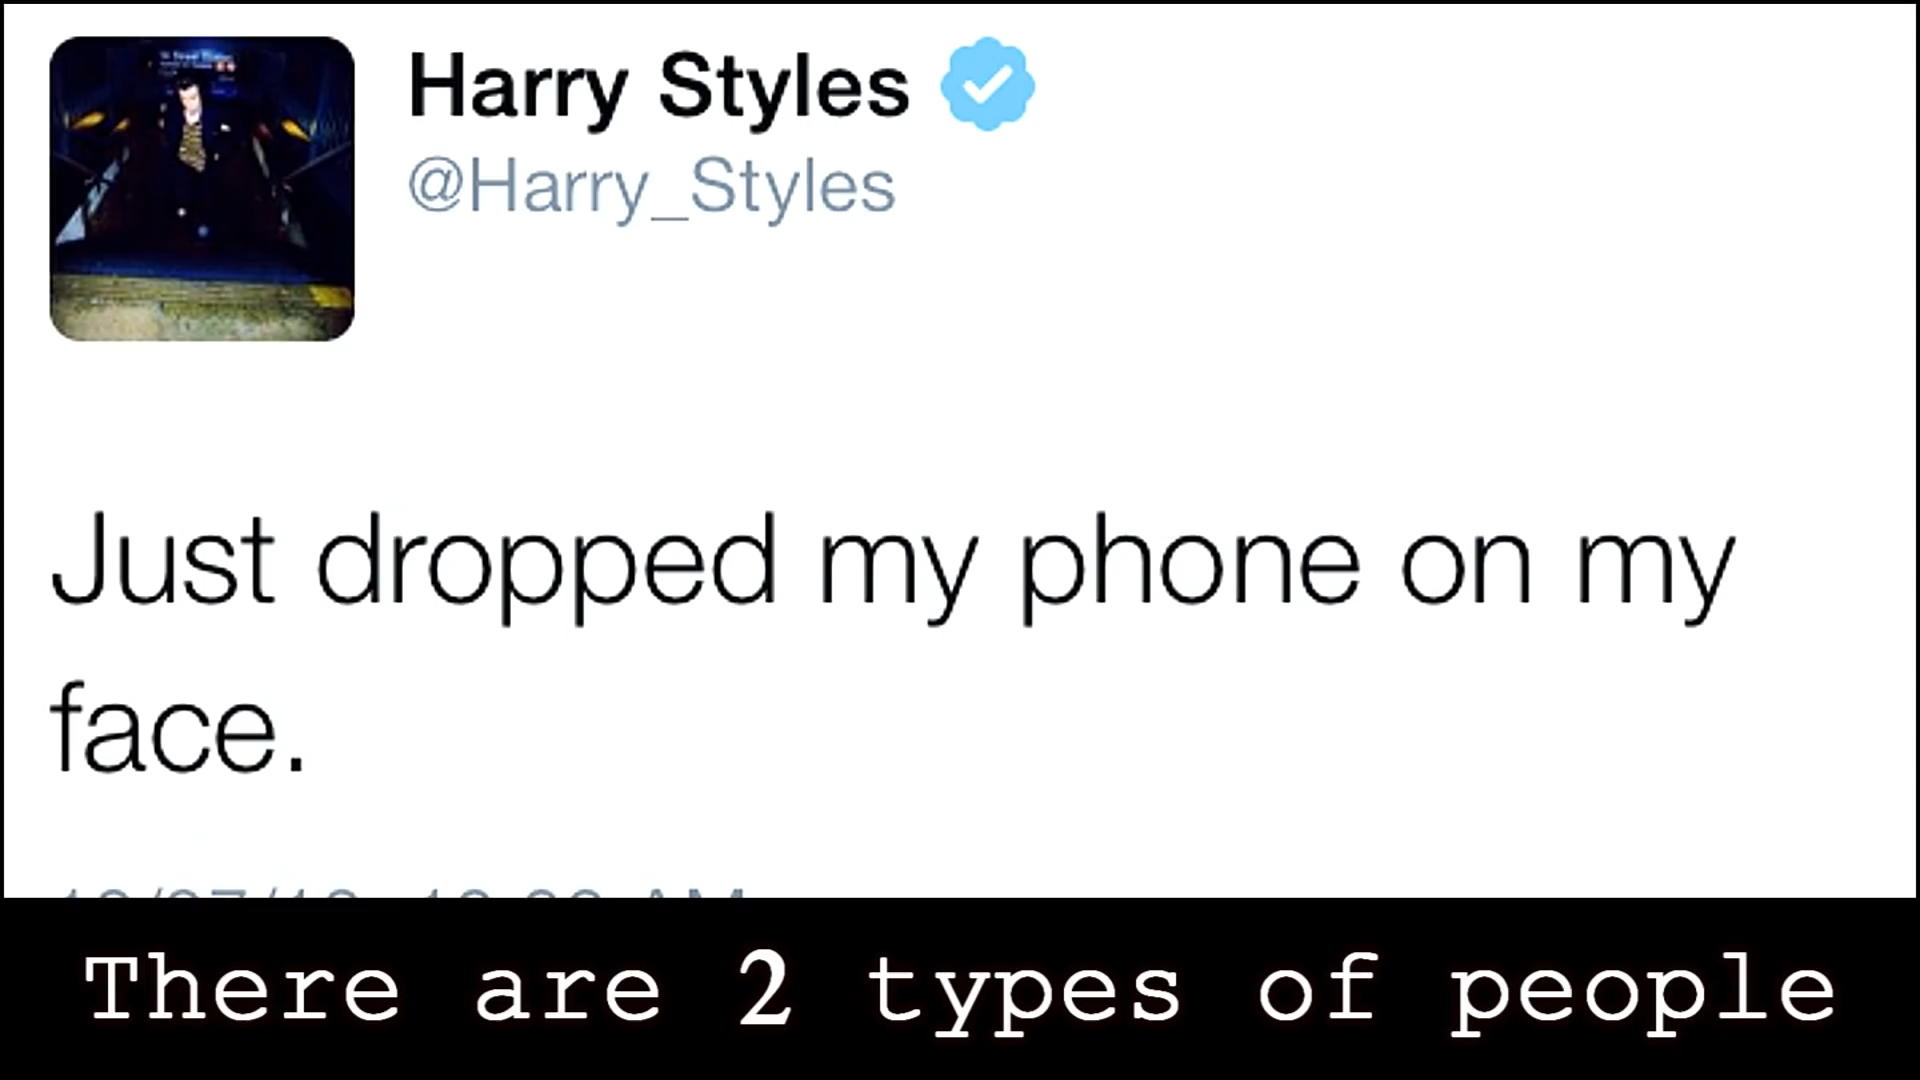 Harry Styles
@Harry_Styles
Just dropped my phone on my
face.
There are 2 types of people